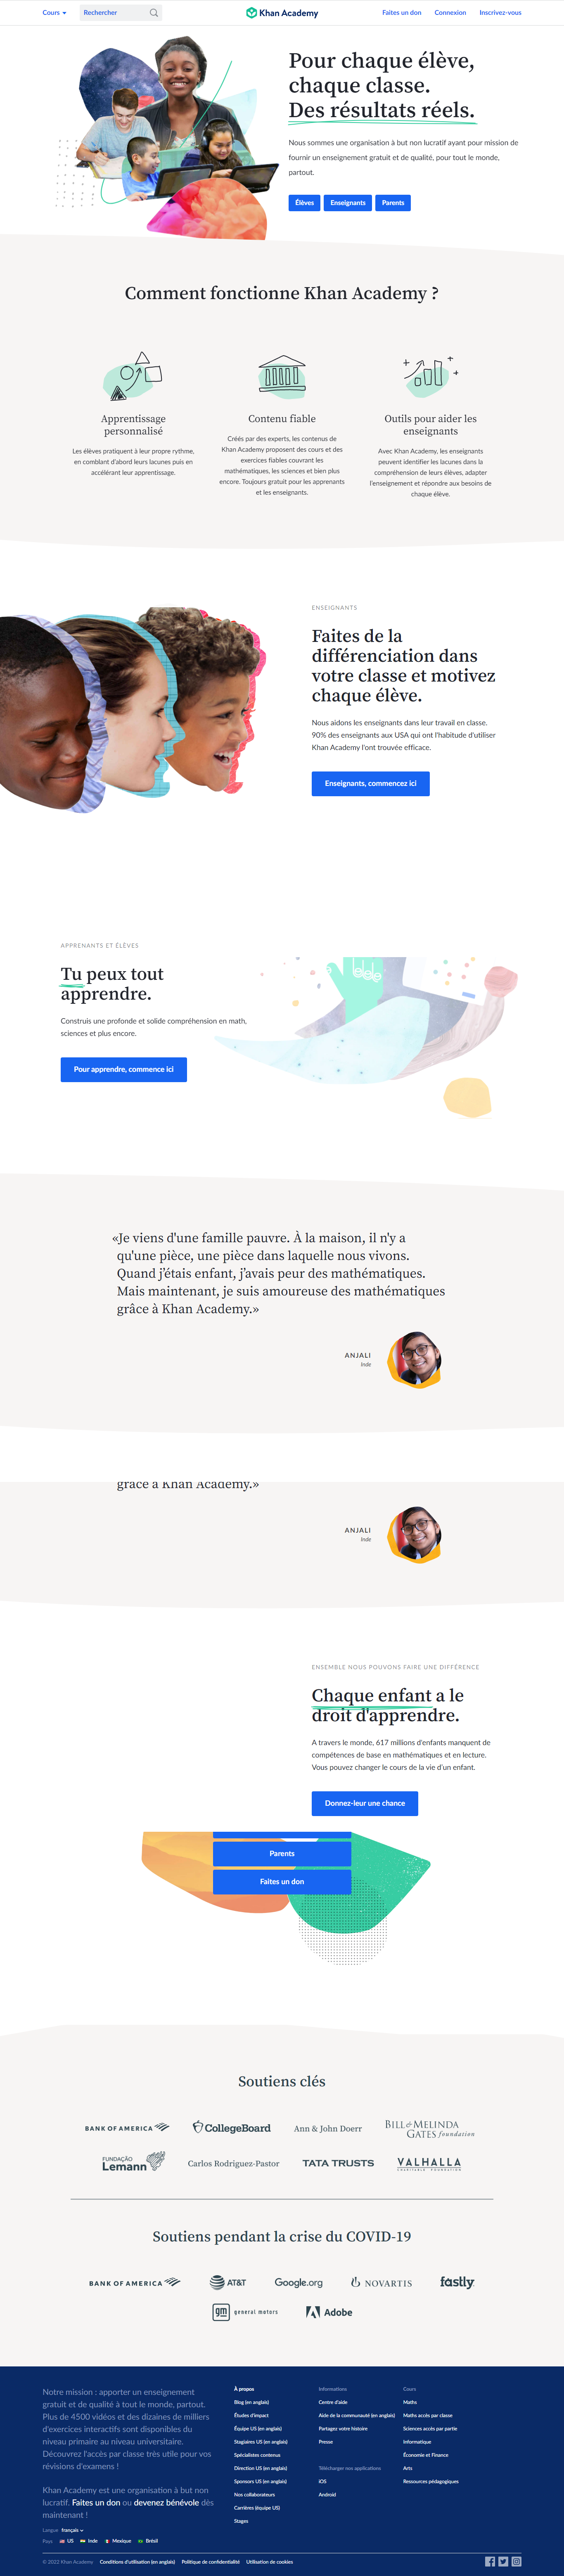 Cours
Rechercher
Khan Academy
Faites un don
Connexion
Inscrivez-vous
Pour chaque élève,
chaque classe.
Des résultats réels.
Nous sommes une organisation à but non lucratif ayant pour mission de
fournir un enseignement gratuit et de qualité, pour tout le monde,
partout.
Élèves
Enseignants
Parents
Comment fonctionne Khan Academy ?
Apprentissage
personnalisé
Les élèves pratiquent à leur propre rythme,
en comblant d'abord leurs lacunes puis en
accélérant leur apprentissage.
Contenu fiable
Créés par des experts, les contenus de
Khan Academy proposent des cours et des
exercices fiables couvrant les
mathématiques, les sciences et bien plus
encore. Toujours gratuit pour les apprenants
et les enseignants.
Outils pour aider les
enseignants
Avec Khan Academy, les enseignants
peuvent identifier les lacunes dans la
compréhension de leurs élèves, adapter
l'enseignement et répondre aux besoins de
chaque élève.
ENSEIGNANTS
Faites de la
différenciation dans
votre classe et motivez
chaque élève.
Nous aidons les enseignants dans leur travail en classe.
90% des enseignants aux USA qui ont l'habitude d'utiliser
Khan Academy l'ont trouvée efficace.
Enseignants, commencez ici
APPRENANTS ET ÉLÈVES
Tu peux tout
apprendre.
Construis une profonde et solide compréhension en math,
sciences et plus encore.
Pour apprendre, commence ici
«Je viens d'une famille pauvre. À la maison, il n'y a
qu'une pièce, une pièce dans laquelle nous vivons.
Quand j'étais enfant, j'avais peur des mathématiques.
Mais maintenant, je suis amoureuse des mathématiques
grâce à Khan Academy.»
ANJALI
Inde
grâce à Khan Academy.»
ANJALI
Inde
ENSEMBLE NOUS POUVONS FAIRE UNE DIFFÉRENCE
Chaque enfant a le
droit d'apprendre.
A travers le monde, 617 millions d'enfants manquent de
compétences de base en mathématiques et en lecture.
Vous pouvez changer le cours de la vie d'un enfant.
Donnez-leur une chance
Parents
Faites un don
Soutiens clés
BANK OF AMERICA
CollegeBoard
Ann & John Doerr
BILL & MELINDA
GATES foundation
FUNDAÇÃO
Lemann
Carlos Rodriguez-Pastor
TATA TRUSTS
VALHALLA
CHARITABLE FOUNDATION
Soutiens pendant la crise du COVID-19
BANK OF AMERICA
AT&T
Google.org
NOVARTIS
fastly
gm
general motors
Adobe
Notre mission : apporter un enseignement
gratuit et de qualité à tout le monde, partout.
Plus de 4500 vidéos et des dizaines de milliers
d'exercices interactifs sont disponibles du
niveau primaire au niveau universitaire.
Découvrez l'accès par classe très utile pour vos
révisions d'examens !
Khan Academy est une organisation à but non
lucratif. Faites un don ou devenez bénévole dès
maintenant !
À propos
Blog (en anglais)
Études d'impact
Équipe US (en anglais)
Stagiaires US (en anglais)
Spécialistes contenus
Direction US (en anglais)
Sponsors US (en anglais)
Nos collaborateurs
Carrières (équipe US)
Stages
Informations
Centre d'aide
Aide de la communauté (en anglais)
Partagez votre histoire
Presse
Télécharger nos applications
iOS
Android
Cours
Maths
Maths accès par classe
Sciences accès par partie
Informatique
Économie et Finance
Arts
Ressources pédagogiques
Langue français
Pays US Inde Mexique Brésil
© 2022 Khan Academy Conditions d'utilisation (en anglais) Politique de confidentialité Utilisation de cookies